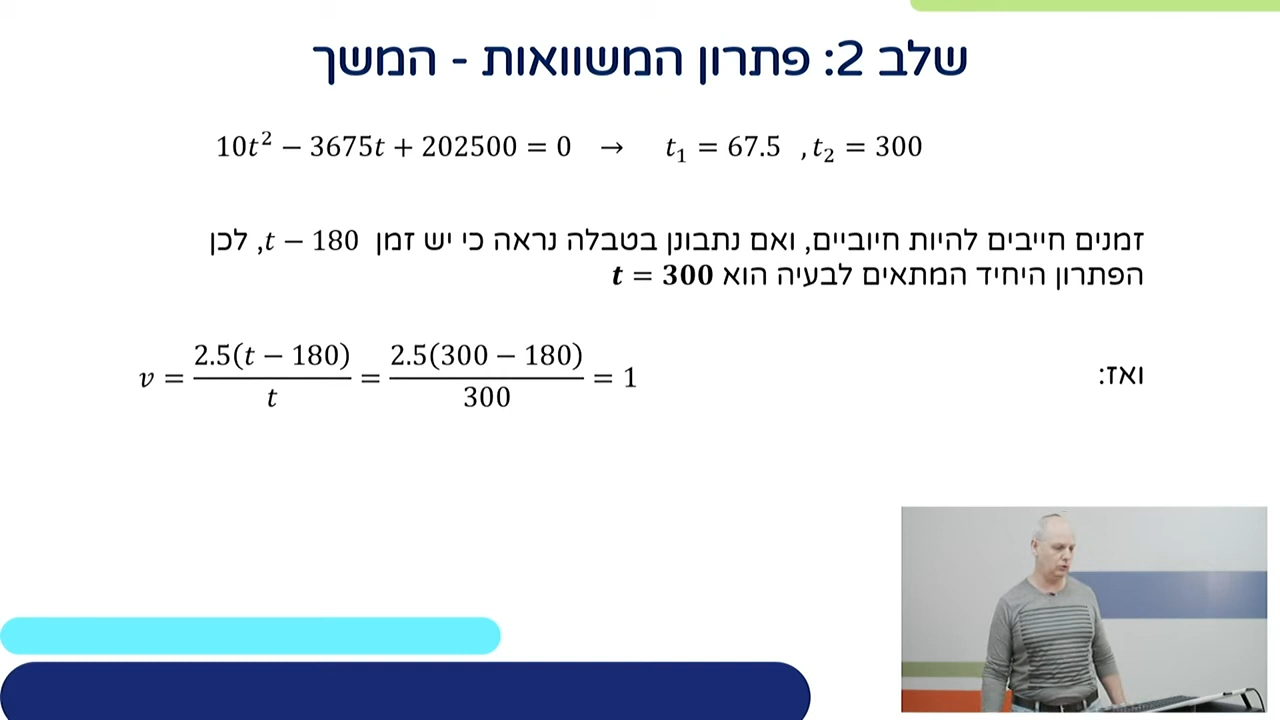 שלב 2: פתרון המשוואות - המשך
10t² − 3675t + 202500 = 0 → t₁ = 67.5 , t₂ = 300
זמנים חייבים להיות חיוביים, ואם נתבונן בטבלה נראה כי יש זמן t − 180, לכן
הפתרון היחיד המתאים לבעיה הוא t = 300
ואז: v = 2.5(t − 180)/t = 2.5(300 − 180)/300 = 1